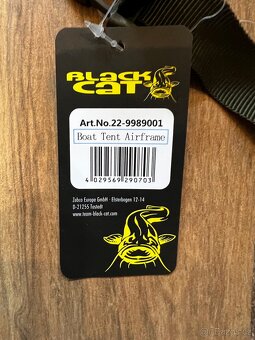 BLACK
CAT
Art.No.22-9989001
Boat Tent Airframe
4 029569 290703
Zebco Europe GmbH · Elsterbogen 12-14
D-21255 Tostedt
www.team-black-cat.com